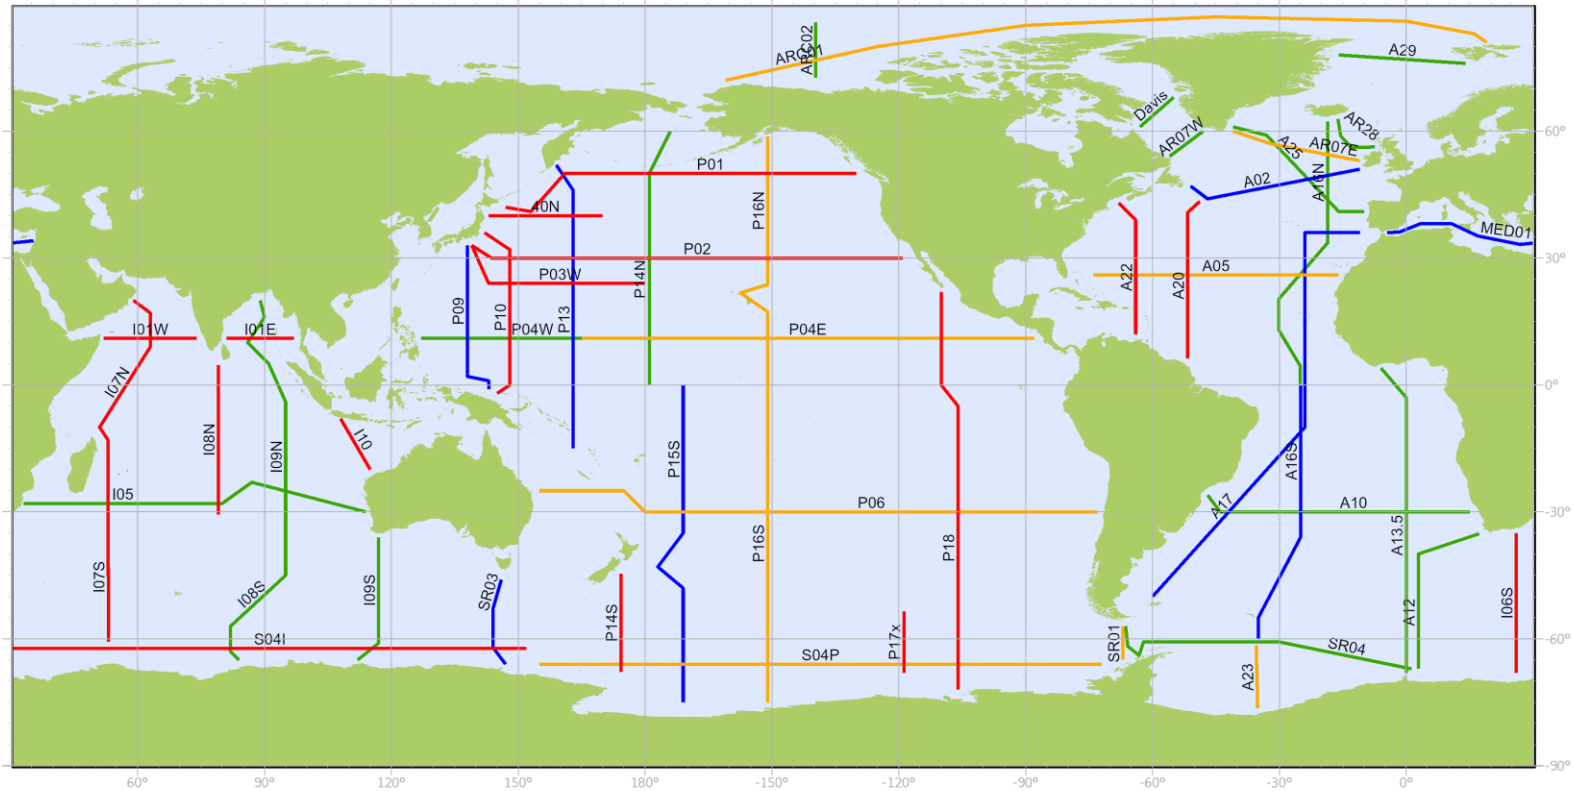 ARC02
ARC01
A29
Davis
AR07W
AR28
A25
AR07E
60°
P01
A02
A16N
40N
P16N
MED01
P02
30°
P03W
P14N
A22
A05
A20
P09
P10
P13
I01W
I01E
P04W
P04E
I07N
0°
I08N
I09N
I10
P15S
A16S
I05
P06
A17
A10
-30°
A13.5
P16S
P18
I07S
I08S
I09S
SR03
P14S
P17x
A12
I06S
S04I
SR01
SR04
-60°
S04P
A23
-90°
60°
90°
120°
150°
180°
-150°
-120°
-90°
-60°
-30°
0°